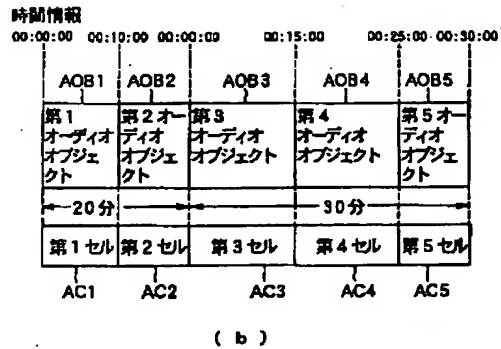 時間情報
00:00:00 00:10:00 00:00:00 00:15:00 00:25:00 00:30:00
AOB1 AOB2 AOB3 AOB4 AOB5
第1 オーディオ オブジェクト
第2 オーディオ オブジェクト
第3 オーディオ オブジェクト
第4 オーディオ オブジェクト
第5 オーディオ オブジェクト
20分 30分
第1セル 第2セル 第3セル 第4セル 第5セル
AC1 AC2 AC3 AC4 AC5
( b )